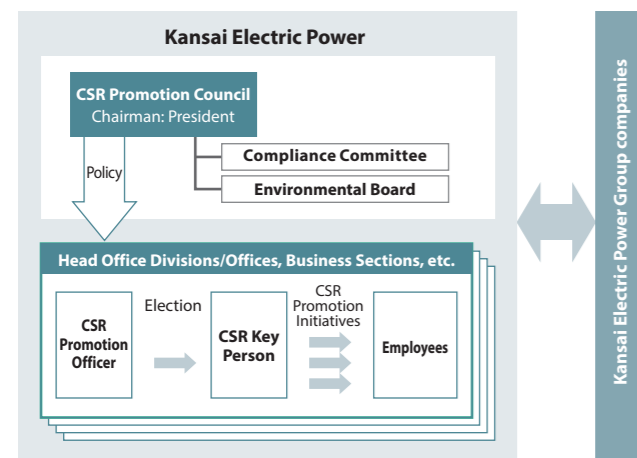 Kansai Electric Power
CSR Promotion Council
Chairman: President
Policy
Compliance Committee
Environmental Board
Head Office Divisions/Offices, Business Sections, etc.
CSR
Promotion
Officer
Election
CSR Key
Person
CSR
Promotion
Initiatives
Employees
Kansai Electric Power Group companies